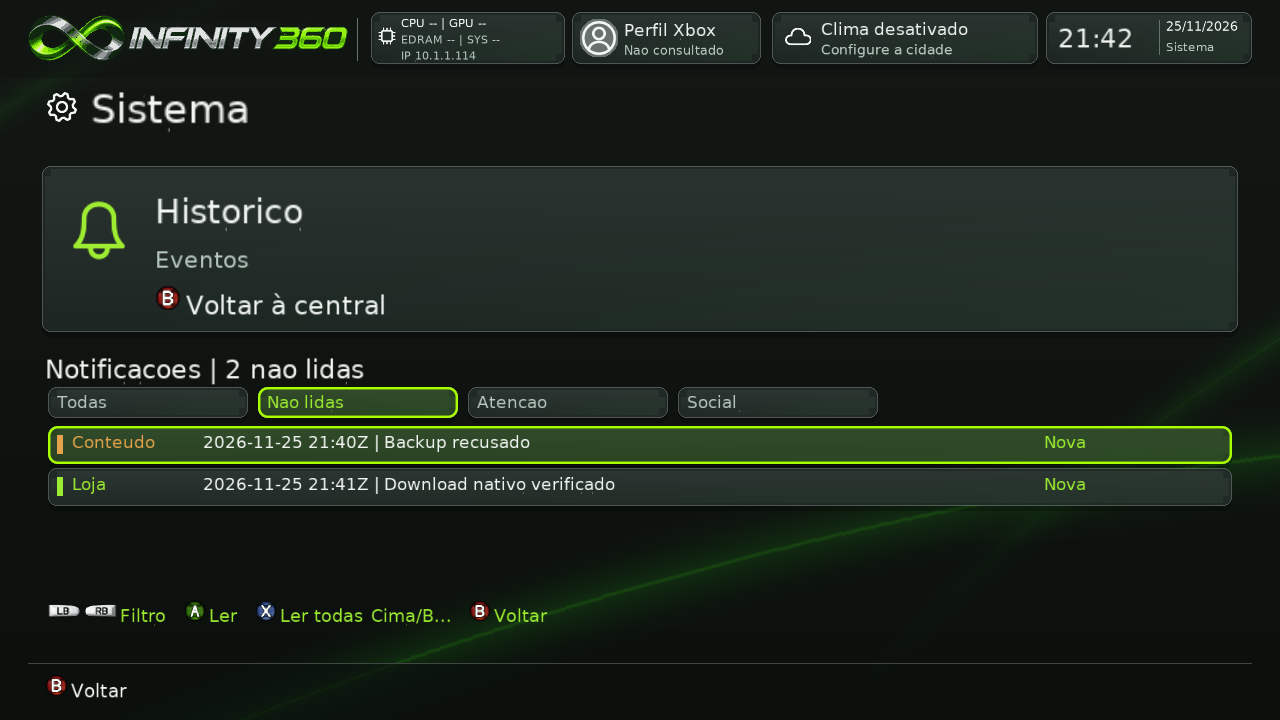 INFINITY 360
CPU -- | GPU --
EDRAM -- | SYS --
IP 10.1.1.114
Perfil Xbox
Nao consultado
Clima desativado
Configure a cidade
21:42
25/11/2026
Sistema
Sistema
Historico
Eventos
B Voltar à central
Notificacoes | 2 nao lidas
Todas
Nao lidas
Atencao
Social
Conteudo 2026-11-25 21:40Z | Backup recusado Nova
Loja 2026-11-25 21:41Z | Download nativo verificado Nova
LB RB Filtro A Ler X Ler todas Cima/B... B Voltar
B Voltar